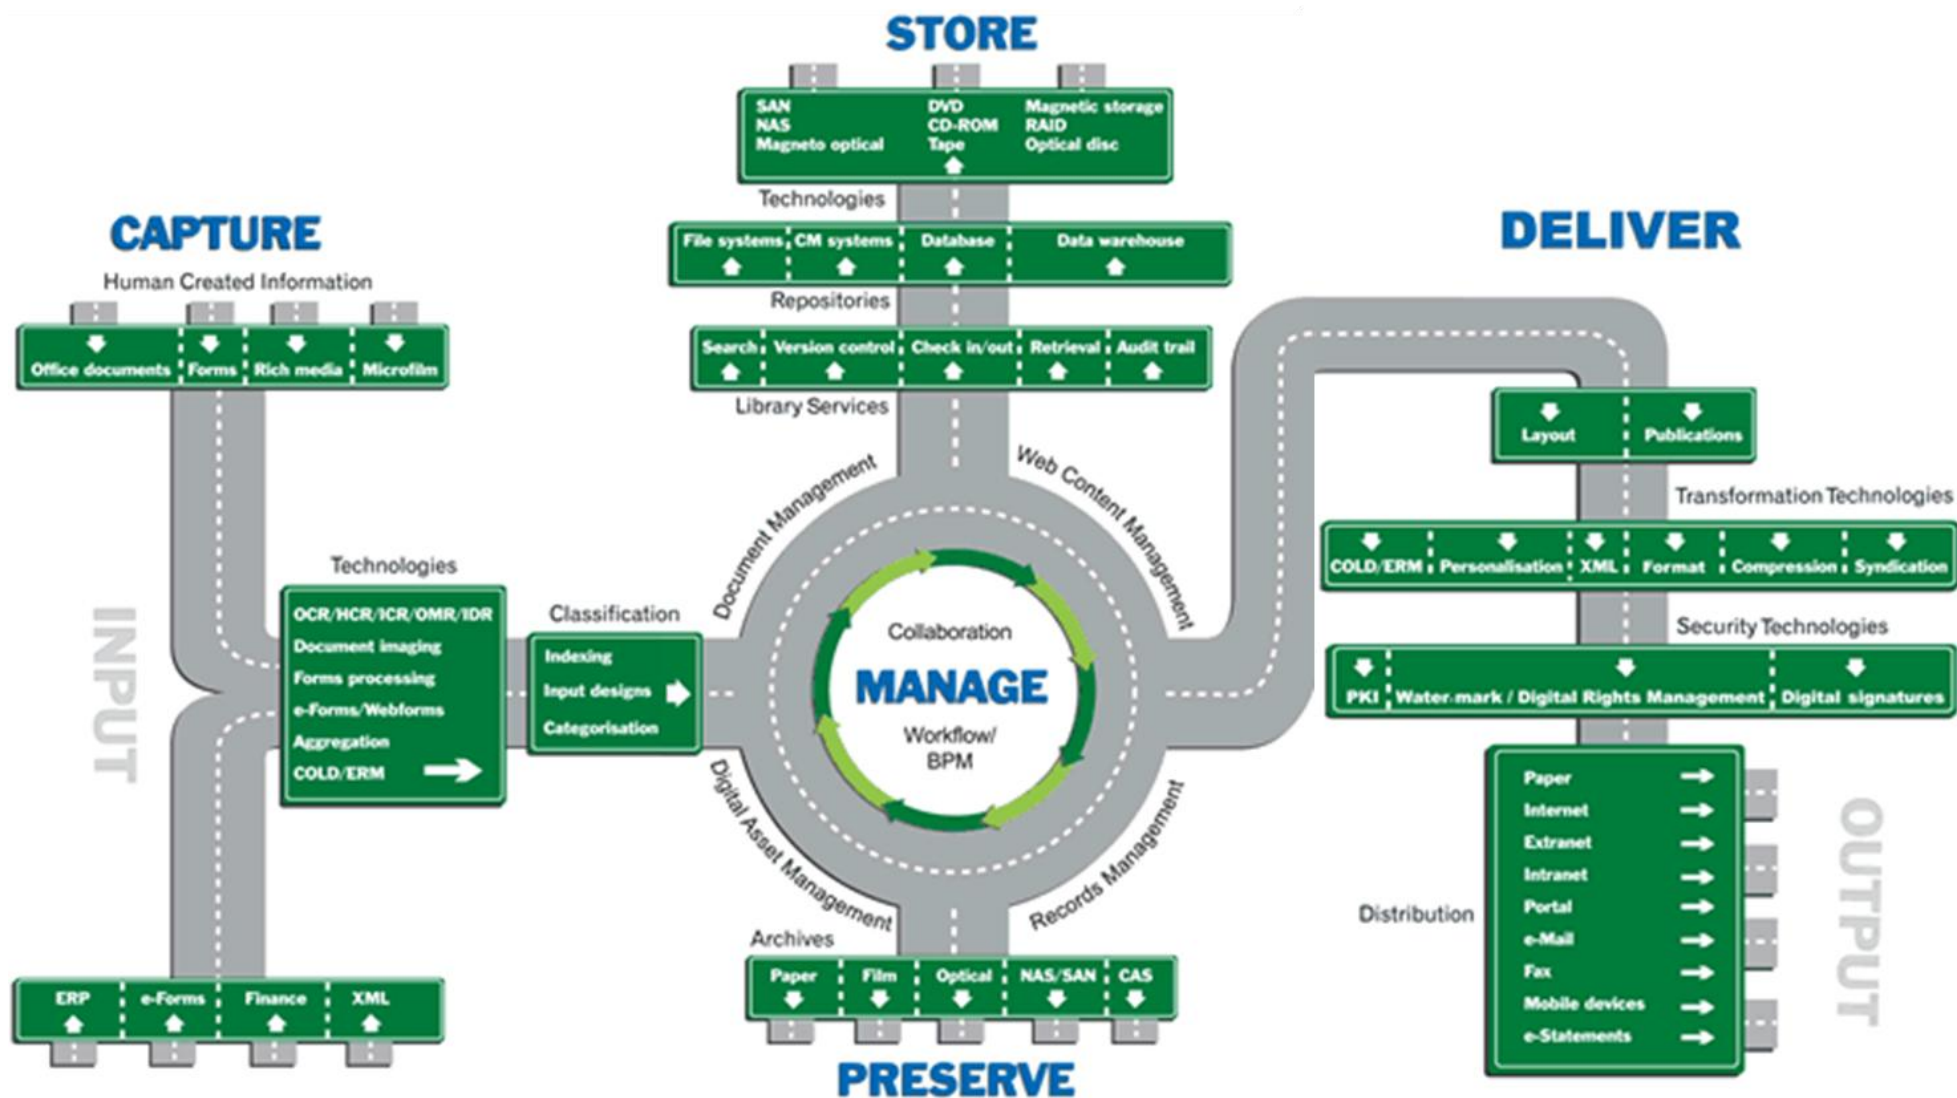 STORE
SAN DVD Magnetic storage
NAS CD-ROM RAID
Magneto optical Tape Optical disc
Technologies
File systems CM systems Database Data warehouse
Repositories
Search Version control Check in/out Retrieval Audit trail
Library Services
CAPTURE
Human Created Information
Office documents Forms Rich media Microfilm
INPUT
Technologies
OCR/HCR/ICR/OMR/IDR
Document imaging
Forms processing
e-Forms/Webforms
Aggregation
COLD/ERM
Classification
Indexing
Input designs
Categorisation
ERP e-Forms Finance XML
Document Management
Web Content Management
Collaboration
MANAGE
Workflow/
BPM
Digital Asset Management
Records Management
Archives
Paper Film Optical NAS/SAN CAS
PRESERVE
DELIVER
Layout Publications
Transformation Technologies
COLD/ERM Personalisation XML Format Compression Syndication
Security Technologies
PKI Water-mark / Digital Rights Management Digital signatures
Distribution
Paper
Internet
Extranet
Intranet
Portal
e-Mail
Fax
Mobile devices
e-Statements
OUTPUT